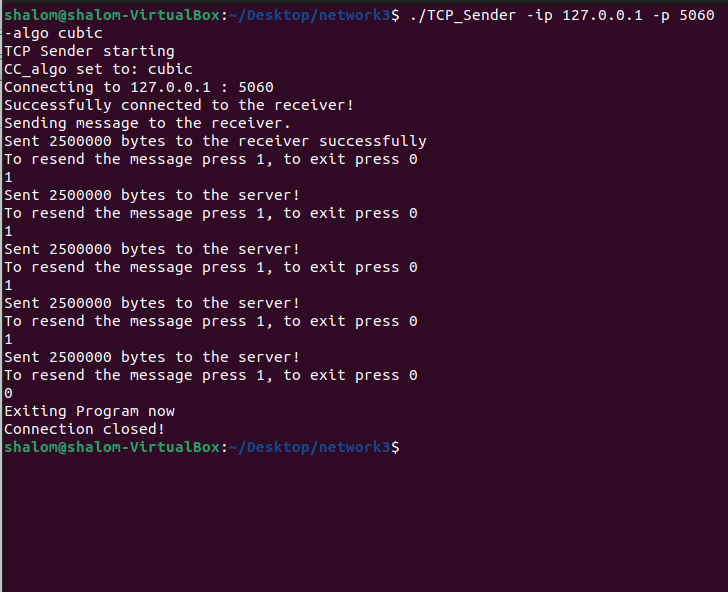 shalom@shalom-VirtualBox:~/Desktop/network3$ ./TCP_Sender -ip 127.0.0.1 -p 5060
-algo cubic
TCP Sender starting
CC_algo set to: cubic
Connecting to 127.0.0.1 : 5060
Successfully connected to the receiver!
Sending message to the receiver.
Sent 2500000 bytes to the receiver successfully
To resend the message press 1, to exit press 0
1
Sent 2500000 bytes to the server!
To resend the message press 1, to exit press 0
1
Sent 2500000 bytes to the server!
To resend the message press 1, to exit press 0
1
Sent 2500000 bytes to the server!
To resend the message press 1, to exit press 0
1
Sent 2500000 bytes to the server!
To resend the message press 1, to exit press 0
0
Exiting Program now
Connection closed!
shalom@shalom-VirtualBox:~/Desktop/network3$